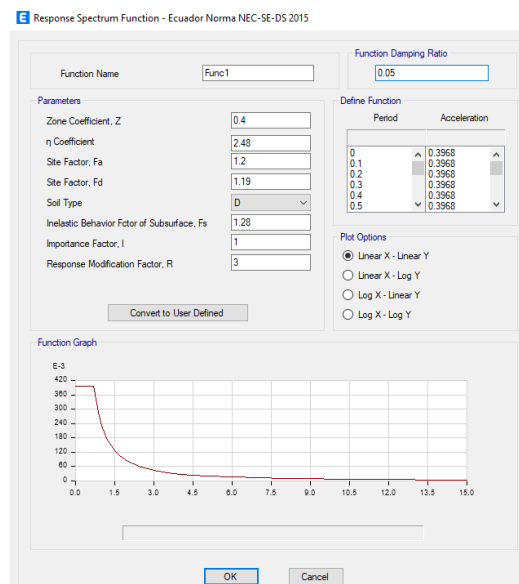 E Response Spectrum Function - Ecuador Norma NEC-SE-DS 2015
Function Name
Func1
Function Damping Ratio
0.05
Parameters
Zone Coefficient, Z
0.4
η Coefficient
2.48
Site Factor, Fa
1.2
Site Factor, Fd
1.19
Soil Type
D
Inelastic Behavior Fctor of Subsurface, Fs
1.28
Importance Factor, I
1
Response Modification Factor, R
3
Convert to User Defined
Define Function
Period Acceleration
0 0.3968
0.1 0.3968
0.2 0.3968
0.3 0.3968
0.4 0.3968
0.5 0.3968
Plot Options
Linear X - Linear Y
Linear X - Log Y
Log X - Linear Y
Log X - Log Y
Function Graph
E-3
420
360
300
240
180
120
60
0
0.0 1.5 3.0 4.5 6.0 7.5 9.0 10.5 12.0 13.5 15.0
OK
Cancel